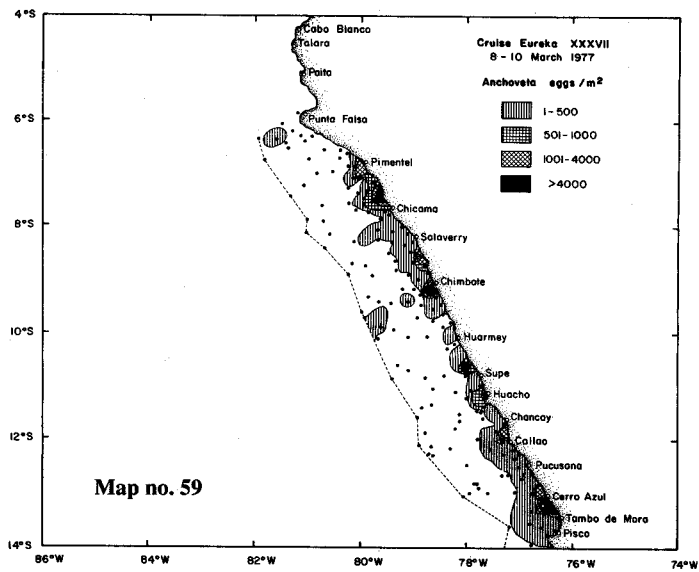 4°S
Cabo Blanco
Talara
Paita
Cruise Eureka XXXVII
8-10 March 1977
Anchoveta eggs/m²
1-500
501-1000
1001-4000
>4000
6°S
Punta Falsa
Pimentel
8°S
Chicama
Salaverry
Chimbote
10°S
Huarmey
Supe
Huacho
Chancay
12°S
Callao
Pucusana
Map no. 59
Cerro Azul
Tambo de Mora
Pisco
14°S
86°W
84°W
82°W
80°W
78°W
76°W
74°W